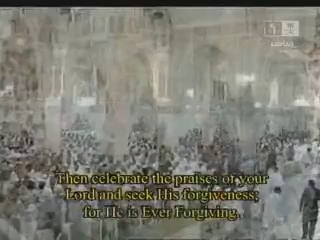 Then celebrate the praises of your
Lord and seek His forgiveness;
for He is Ever Forgiving.